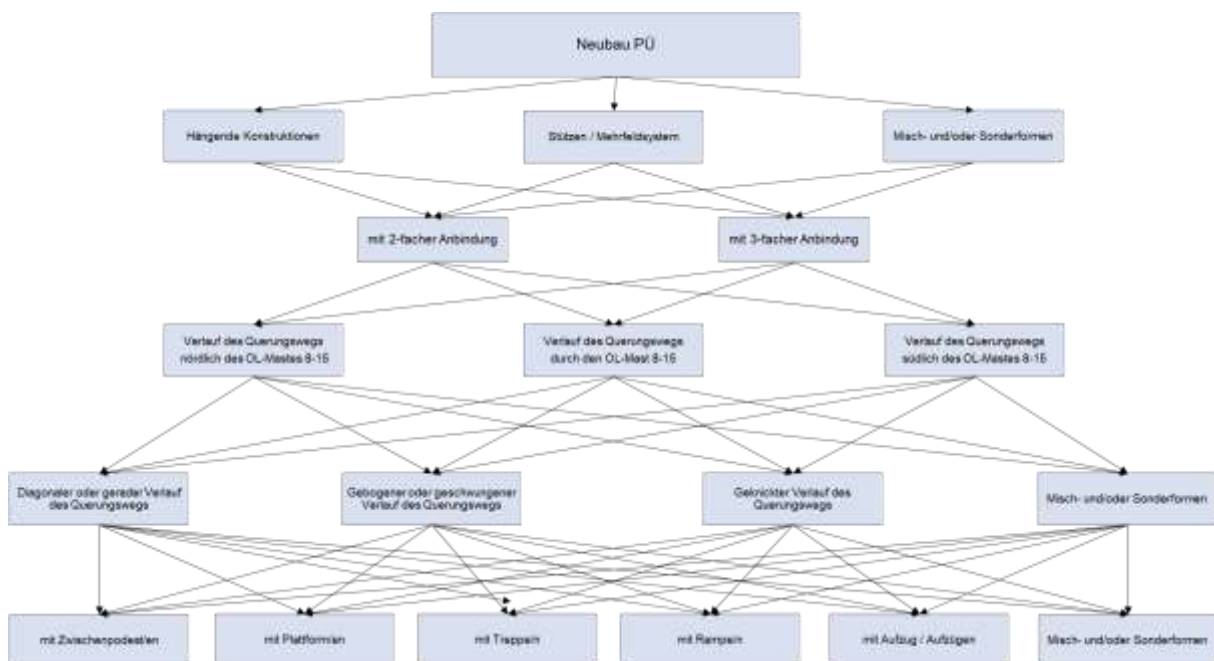 Neubau PÜ
Hängende Konstruktionen
Stützen / Mehrfeldsystem
Misch- und/oder Sonderformen
mit 2-facher Anbindung
mit 3-facher Anbindung
Verlauf des Querungswegs
nördlich des OL-Mastes 8-15
Verlauf des Querungswegs
durch den OL-Mast 8-15
Verlauf des Querungswegs
südlich des OL-Mastes 8-15
Diagonaler oder gerader Verlauf
des Querungswegs
Gebogener oder geschwungener
Verlauf des Querungswegs
Geknickter Verlauf des
Querungswegs
Misch- und/oder Sonderformen
mit Zwischenpodest/en
mit Plattform/en
mit Treppe/n
mit Rampe/n
mit Aufzug / Aufzügen
Misch- und/oder Sonderformen